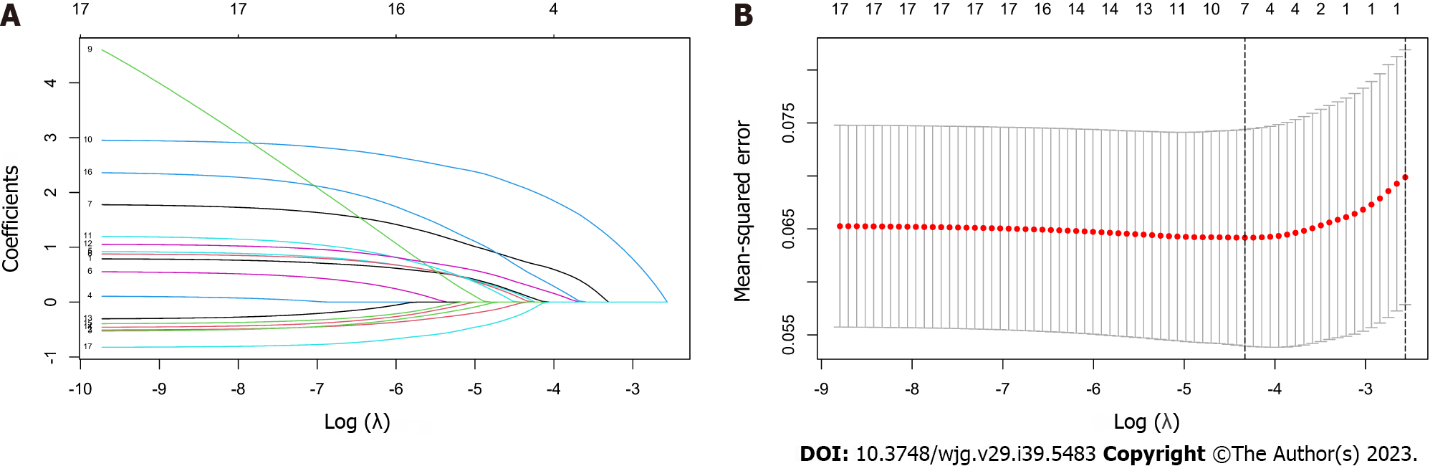 A
17 17 16 4
Coefficients
4
3
2
1
0
-1
9
10
16
7
11
12
1
6
4
13
17
-10 -9 -8 -7 -6 -5 -4 -3
Log (λ)
B
17 17 17 17 17 17 16 14 14 13 11 10 7 4 4 2 1 1 1
Mean-squared error
0.075
0.065
0.055
-9 -8 -7 -6 -5 -4 -3
Log (λ)
DOI: 10.3748/wjg.v29.i39.5483 Copyright ©The Author(s) 2023.